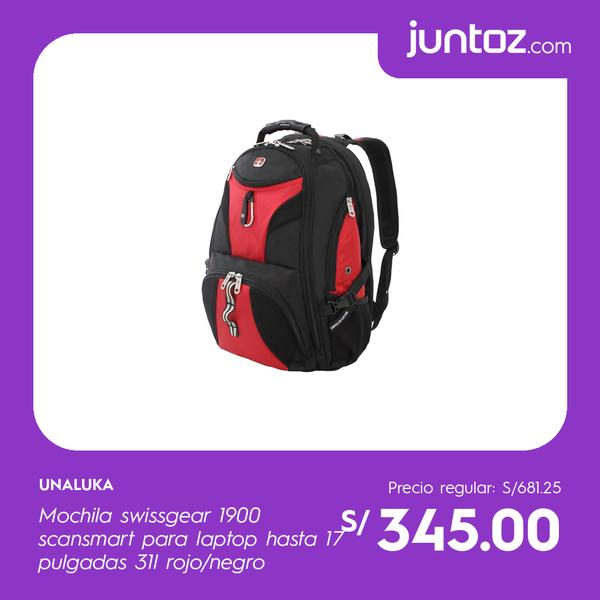 juntoz.com
UNALUKA
Precio regular: S/681.25
Mochila swissgear 1900
scansmart para laptop hasta 17
pulgadas 31l rojo/negro
S/ 345.00